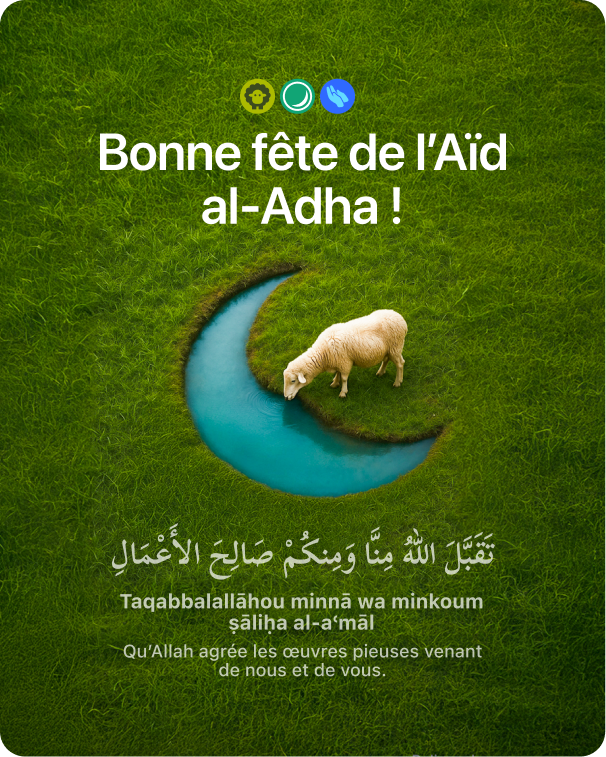 Bonne fête de l’Aïd
al-Adha !
تَقَبَّلَ اللهُ مِنَّا وَمِنكُمْ صَالِحَ الأَعْمَالِ
Taqabbalallāhou minnā wa minkoum
ṣāliḥa al-aʿmāl
Qu’Allah agrée les œuvres pieuses venant
de nous et de vous.